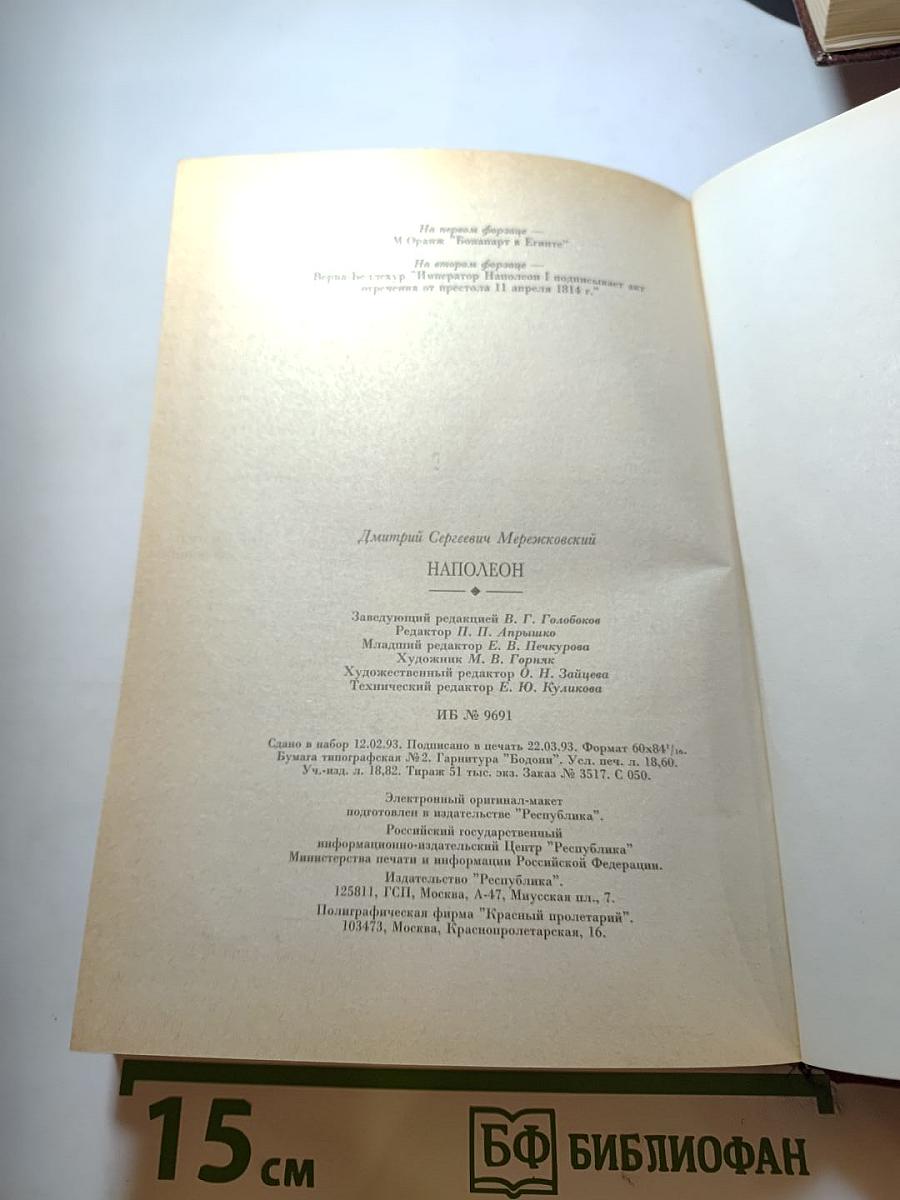 На первом форзаце —
М Оранж "Бонапарт в Египте"
На втором форзаце —
"Император Наполеон I подписывает акт
отречения от престола 11 апреля 1814 г."
Дмитрий Сергеевич Мережковский
НАПОЛЕОН
Заведующий редакцией В. Г. Голобоков
Редактор П. П. Апрышко
Младший редактор Е. В. Печкурова
Художник М. В. Горняк
Художественный редактор О. Н. Зайцева
Технический редактор Е. Ю. Куликова
ИБ № 9691
Сдано в набор 12.02.93. Подписано в печать 22.03.93. Формат 60х84¹/₁₆.
Бумага типографская №2. Гарнитура "Бодони". Усл. печ. л. 18,60.
Уч.-изд. л. 18,82. Тираж 51 тыс. экз. Заказ № 3517. С 050.
Электронный оригинал-макет
подготовлен в издательстве "Республика".
Российский государственный
информационно-издательский Центр "Республика"
Министерства печати и информации Российской Федерации.
Издательство "Республика".
125811, ГСП, Москва, А-47, Миусская пл., 7.
Полиграфическая фирма "Красный пролетарий".
103473, Москва, Краснопролетарская, 16.
15 см
БФ БИБЛИОФАН